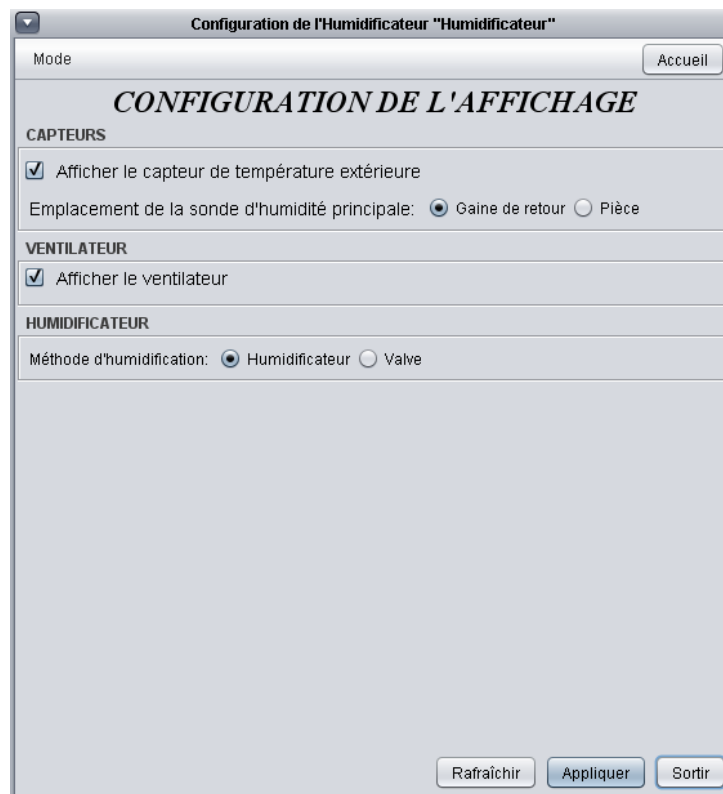 Configuration de l'Humidificateur "Humidificateur"
Mode Accueil
CONFIGURATION DE L'AFFICHAGE
CAPTEURS
Afficher le capteur de température extérieure
Emplacement de la sonde d'humidité principale: Gaine de retour Pièce
VENTILATEUR
Afficher le ventilateur
HUMIDIFICATEUR
Méthode d'humidification: Humidificateur Valve
Rafraîchir Appliquer Sortir